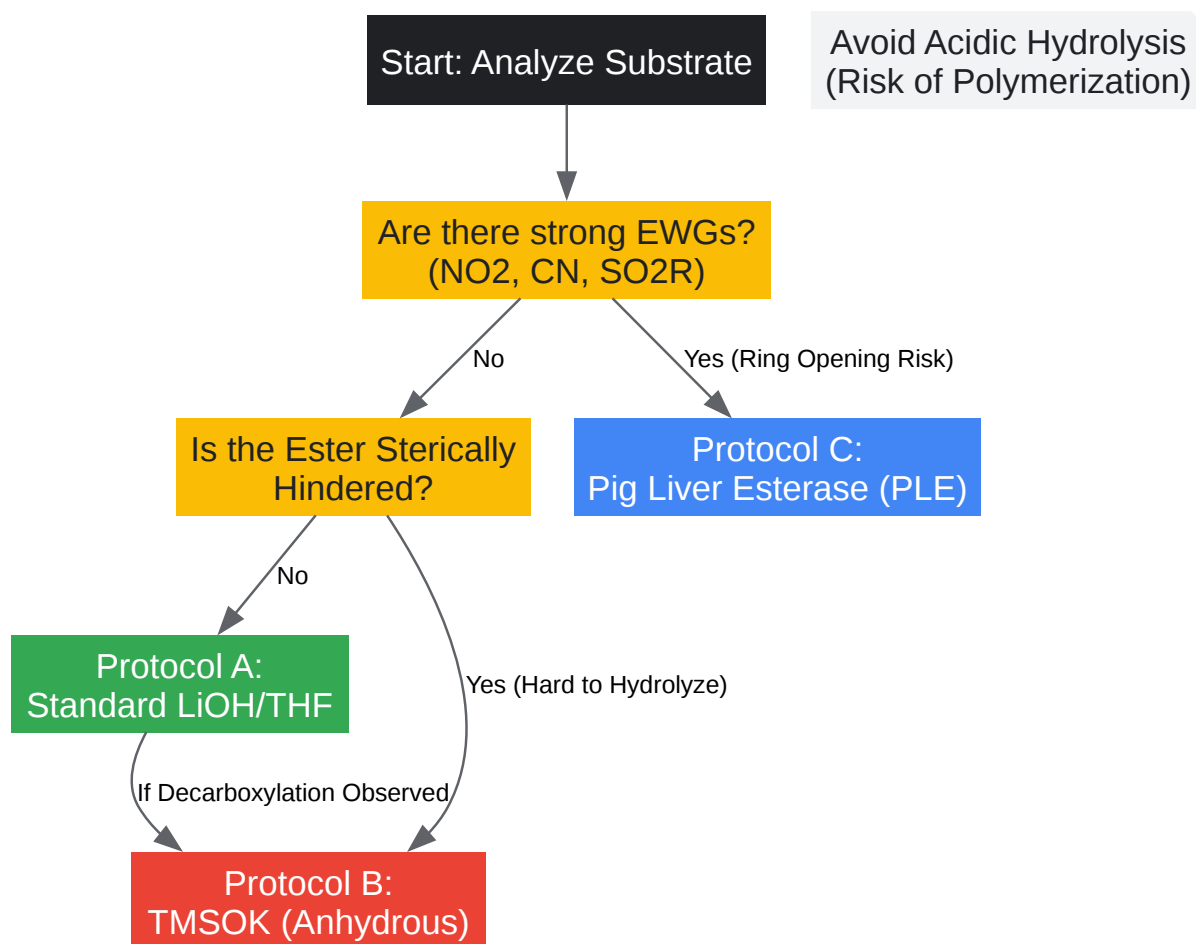 Start: Analyze Substrate
Avoid Acidic Hydrolysis
(Risk of Polymerization)
Are there strong EWGs?
(NO2, CN, SO2R)
No
Yes (Ring Opening Risk)
Is the Ester Sterically
Hindered?
Protocol C:
Pig Liver Esterase (PLE)
No
Protocol A:
Standard LiOH/THF
Yes (Hard to Hydrolyze)
If Decarboxylation Observed
Protocol B:
TMSOK (Anhydrous)